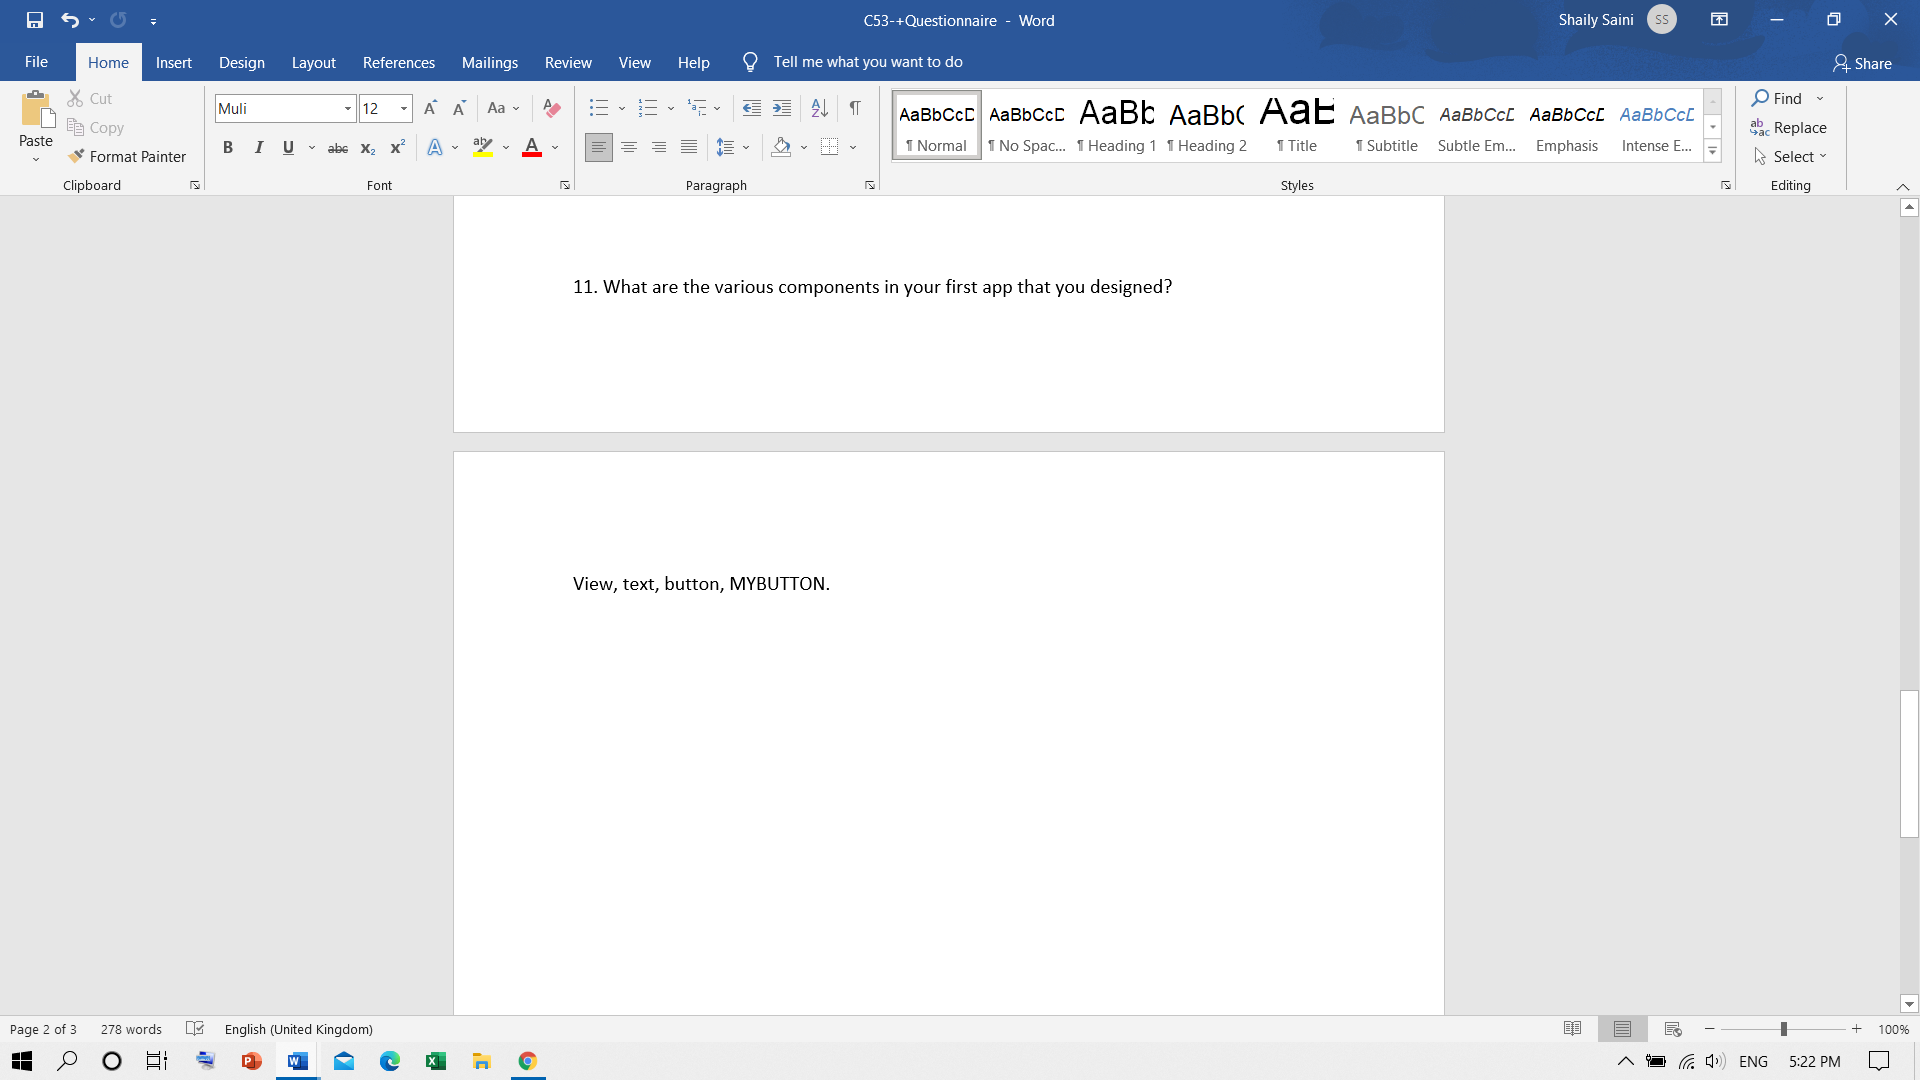 C53-+Questionnaire - Word
Shaily Saini
SS
File
Home
Insert
Design
Layout
References
Mailings
Review
View
Help
Tell me what you want to do
Share
Paste
Cut
Copy
Format Painter
Clipboard
Muli
12
Font
Paragraph
AaBbCcD
¶ Normal
AaBbCcD
¶ No Spac...
AaBb
¶ Heading 1
AaBbC
¶ Heading 2
AaB
¶ Title
AaBbC
¶ Subtitle
AaBbCcD
Subtle Em...
AaBbCcD
Emphasis
AaBbCcD
Intense E...
Styles
Find
Replace
Select
Editing
11. What are the various components in your first app that you designed?
View, text, button, MYBUTTON.
Page 2 of 3
278 words
English (United Kingdom)
100%
ENG
5:22 PM